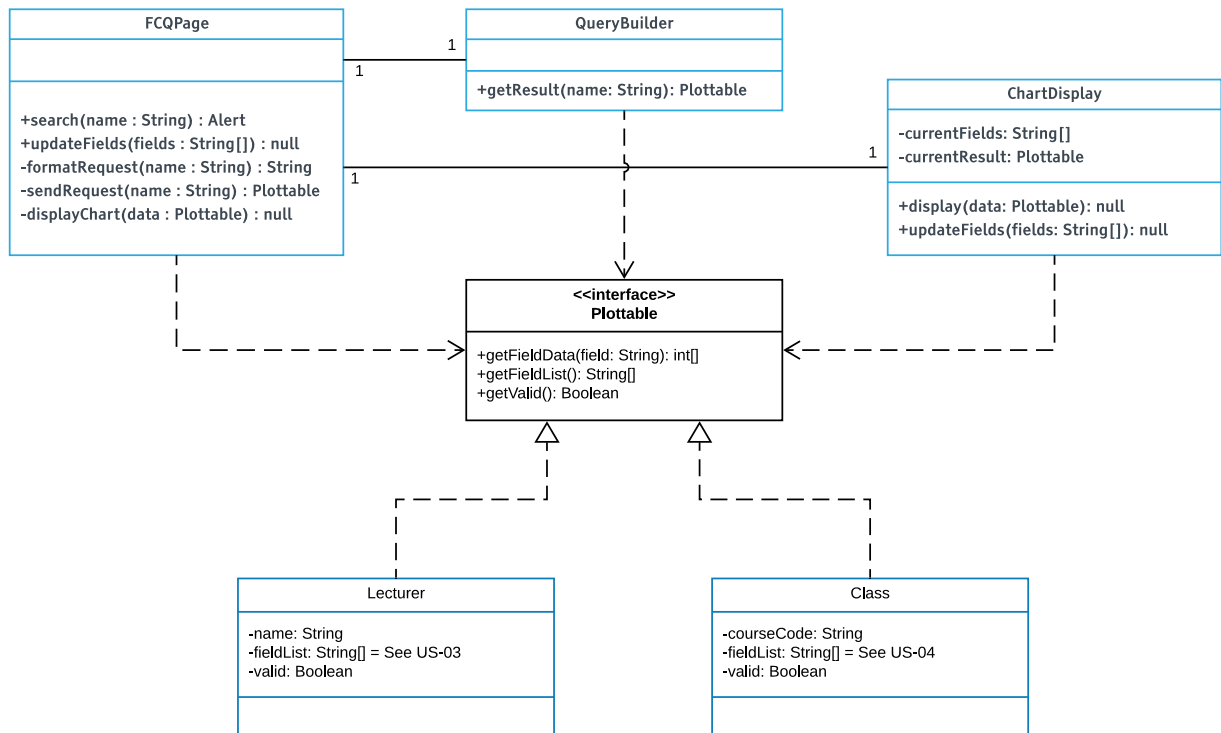 FCQPage
+search(name : String) : Alert
+updateFields(fields : String[]) : null
-formatRequest(name : String) : String
-sendRequest(name : String) : Plottable
-displayChart(data : Plottable) : null
1
1
QueryBuilder
+getResult(name: String): Plottable
1
1
ChartDisplay
-currentFields: String[]
-currentResult: Plottable
+display(data: Plottable): null
+updateFields(fields: String[]): null
<<interface>>
Plottable
+getFieldData(field: String): int[]
+getFieldList(): String[]
+getValid(): Boolean
Lecturer
-name: String
-fieldList: String[] = See US-03
-valid: Boolean
Class
-courseCode: String
-fieldList: String[] = See US-04
-valid: Boolean